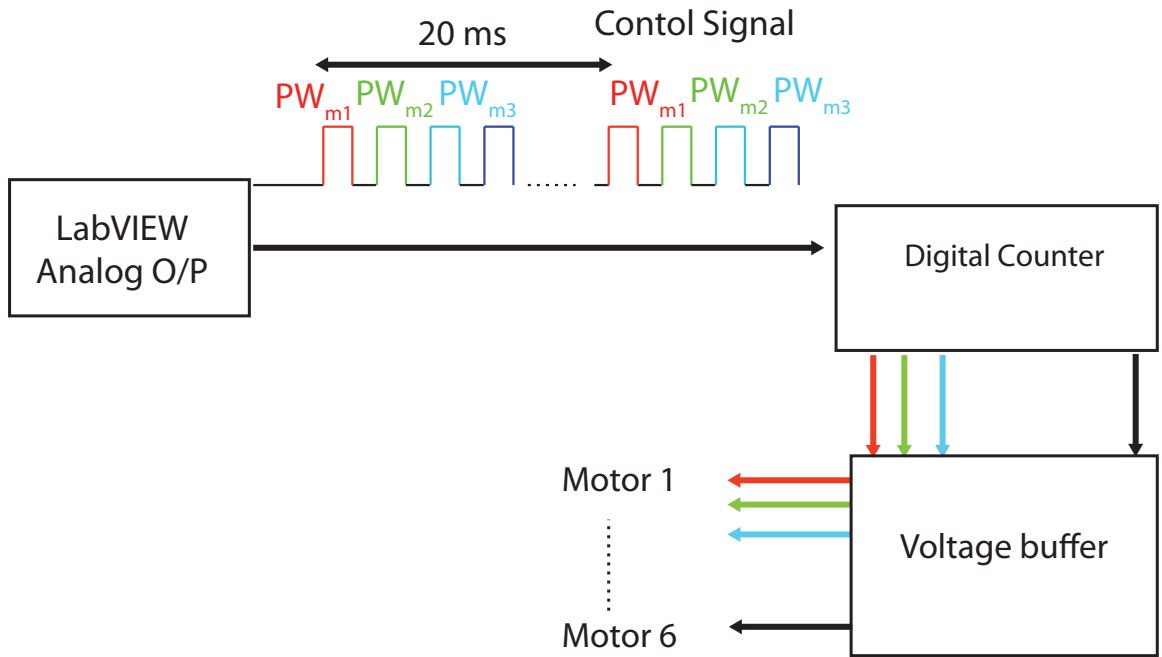 20 ms
Contol Signal
PWm1 PWm2 PWm3
PWm1 PWm2 PWm3
LabVIEW
Analog O/P
Digital Counter
Motor 1
Voltage buffer
Motor 6